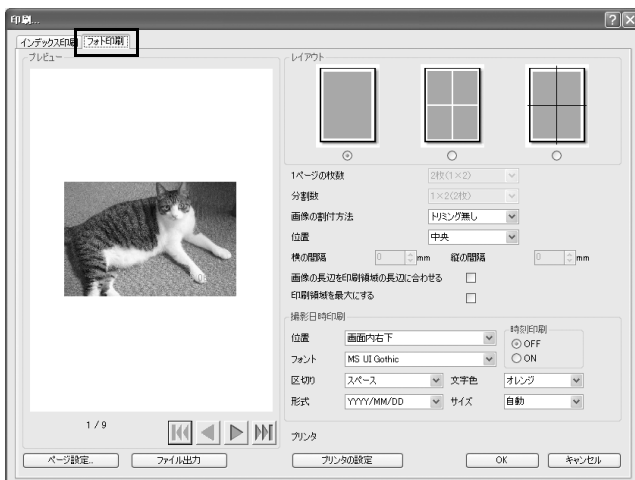 印刷...
インデックス印刷 フォト印刷
プレビュー
レイアウト
1ページの枚数 2枚(1×2)
分割数 1×2(2枚)
画像の割付方法 トリミング無し
位置 中央
横の間隔 0 mm 縦の間隔 0 mm
画像の長辺を印刷領域の長辺に合わせる
印刷領域を最大にする
撮影日時印刷
位置 画面内右下
時刻印刷
OFF
フォント MS UI Gothic
ON
区切り スペース 文字色 オレンジ
形式 YYYY/MM/DD サイズ 自動
1 / 9
プリンタ
ページ設定... ファイル出力 プリンタの設定 OK キャンセル